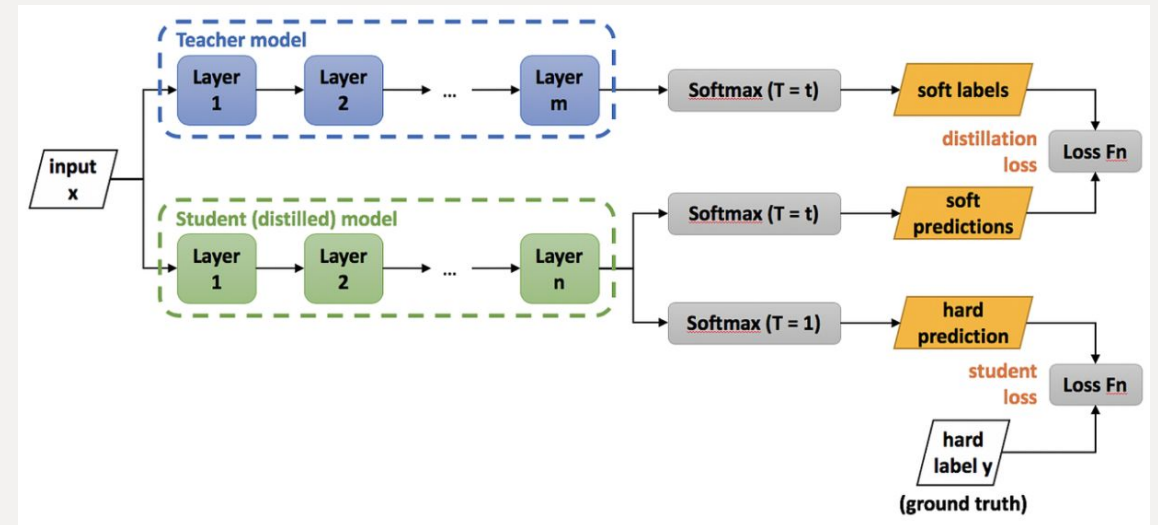 Teacher model
Layer
1
Layer
2
...
Layer
m
Softmax (T = t)
soft labels
input
x
distillation
loss
Loss Fn
Student (distilled) model
Layer
1
Layer
2
...
Layer
n
Softmax (T = t)
soft
predictions
Softmax (T = 1)
hard
prediction
student
loss
Loss Fn
hard
label y
(ground truth)